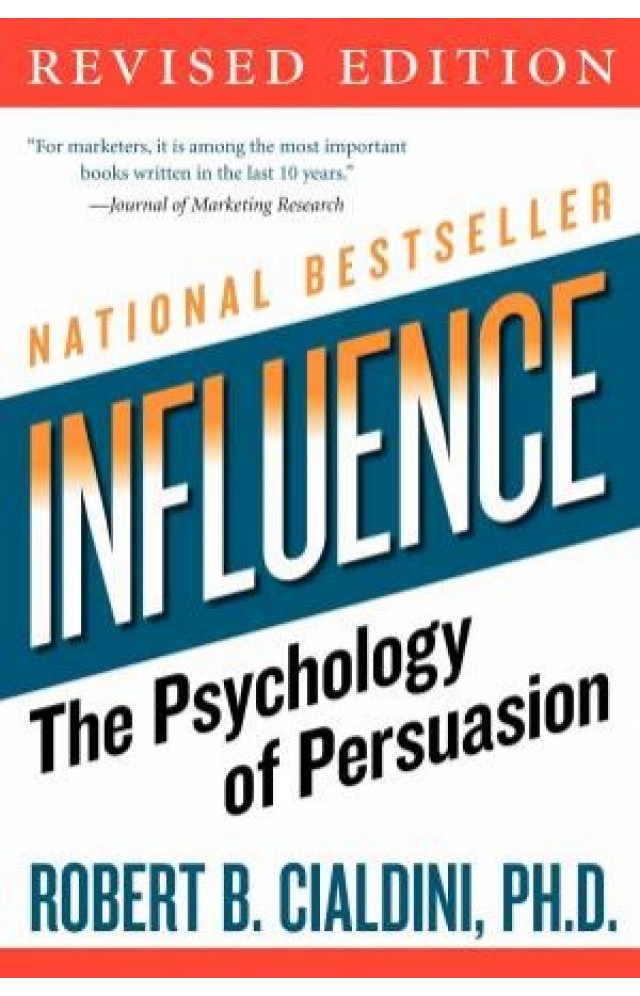 REVISED EDITION
“For marketers, it is among the most important
books written in the last 10 years.”
—Journal of Marketing Research
NATIONAL BESTSELLER
INFLUENCE
The Psychology
of Persuasion
ROBERT B. CIALDINI, PH.D.